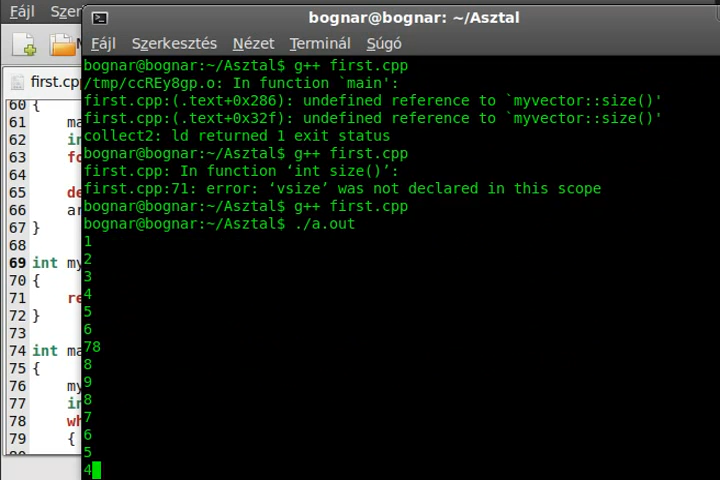 Fájl Szer
bognar@bognar: ~/Asztal
Fájl Szerkesztés Nézet Terminál Súgó
first.cp
bognar@bognar:~/Asztal$ g++ first.cpp
/tmp/ccREy8gp.o: In function `main':
first.cpp:(.text+0x286): undefined reference to `myvector::size()'
first.cpp:(.text+0x32f): undefined reference to `myvector::size()'
collect2: ld returned 1 exit status
bognar@bognar:~/Asztal$ g++ first.cpp
first.cpp: In function ‘int size()’:
first.cpp:71: error: ‘vsize’ was not declared in this scope
bognar@bognar:~/Asztal$ g++ first.cpp
bognar@bognar:~/Asztal$ ./a.out
1
2
3
4
5
6
78
8
9
8
7
6
5
4
60 {
61 ma
62 in
63 fo
64
65 de
66 ar
67 }
68
69 int my
70 {
71 re
72 }
73
74 int ma
75 {
76 my
77 in
78 wh
79 {